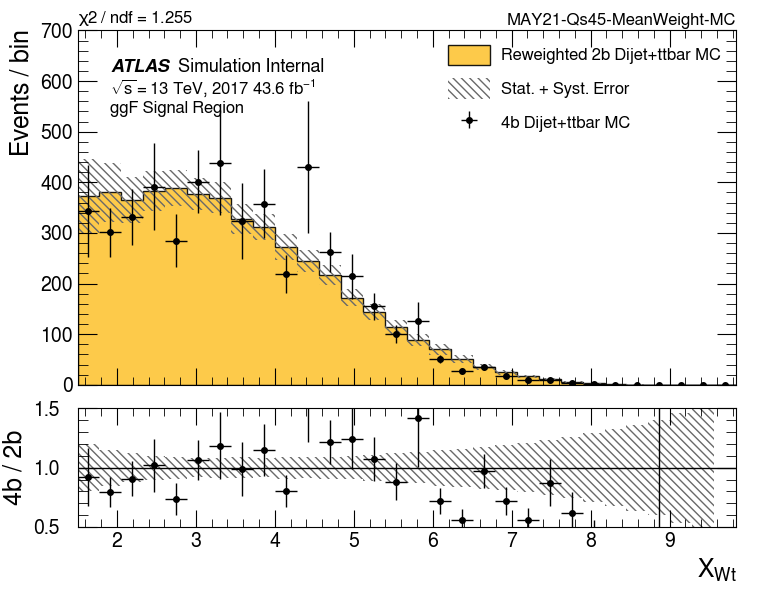 χ² / ndf = 1.255
MAY21-Qs45-MeanWeight-MC
Events / bin
700
600
500
400
300
200
100
0
ATLAS Simulation Internal
√s = 13 TeV, 2017 43.6 fb⁻¹
ggF Signal Region
Reweighted 2b Dijet+ttbar MC
Stat. + Syst. Error
4b Dijet+ttbar MC
4b / 2b
1.5
1.0
0.5
2 3 4 5 6 7 8 9
X_Wt